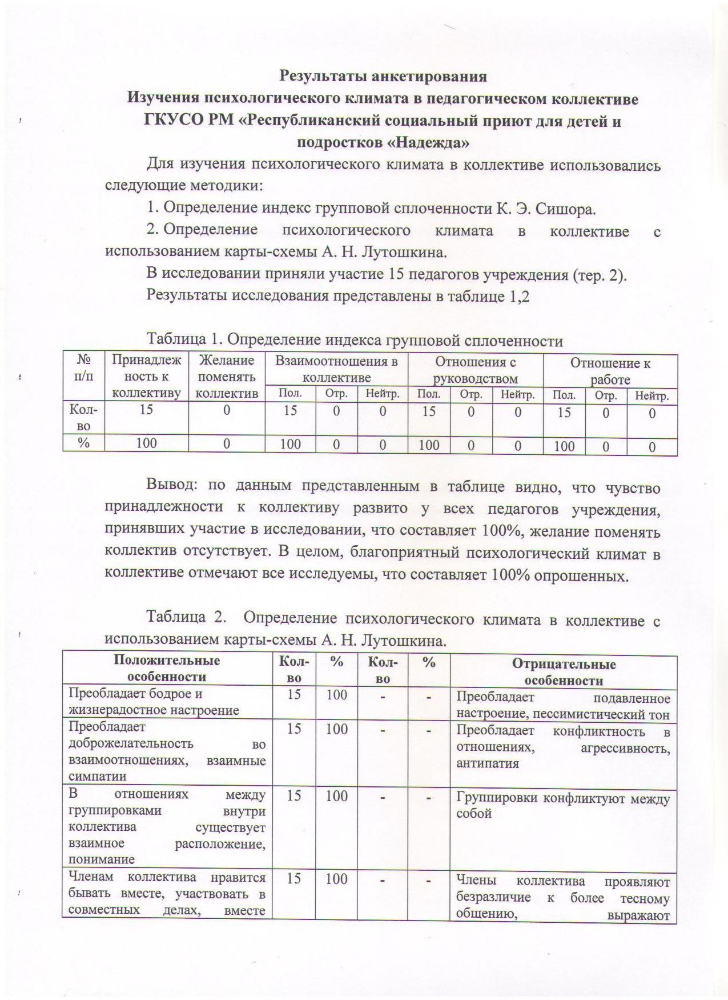 Результаты анкетирования
Изучения психологического климата в педагогическом коллективе
ГКУСО РМ «Республиканский социальный приют для детей и
подростков «Надежда»
Для изучения психологического климата в коллективе использовались
следующие методики:
1. Определение индекс групповой сплоченности К. Э. Сишора.
2. Определение психологического климата в коллективе с
использованием карты-схемы А. Н. Лутошкина.
В исследовании приняли участие 15 педагогов учреждения (тер. 2).
Результаты исследования представлены в таблице 1,2
Таблица 1. Определение индекса групповой сплоченности
№ Принадлеж Желание Взаимоотношения в Отношения с Отношение к
п/п ность к поменять коллективе руководством работе
коллективу коллектив Пол. Отр. Нейтр. Пол. Отр. Нейтр. Пол. Отр. Нейтр.
Кол- 15 0 15 0 0 15 0 0 15 0 0
во
% 100 0 100 0 0 100 0 0 100 0 0
Вывод: по данным представленным в таблице видно, что чувство
принадлежности к коллективу развито у всех педагогов учреждения,
принявших участие в исследовании, что составляет 100%, желание поменять
коллектив отсутствует. В целом, благоприятный психологический климат в
коллективе отмечают все исследуемы, что составляет 100% опрошенных.
Таблица 2. Определение психологического климата в коллективе с
использованием карты-схемы А. Н. Лутошкина.
Положительные Кол- % Кол- % Отрицательные
особенности во во особенности
Преобладает бодрое и 15 100 - - Преобладает подавленное
жизнерадостное настроение настроение, пессимистический тон
Преобладает 15 100 - - Преобладает конфликтность в
доброжелательность во отношениях, агрессивность,
взаимоотношениях, взаимные антипатия
симпатии
В отношениях между 15 100 - - Группировки конфликтуют между
группировками внутри собой
коллектива существует
взаимное расположение,
понимание
Членам коллектива нравится 15 100 - - Члены коллектива проявляют
бывать вместе, участвовать в безразличие к более тесному
совместных делах, вместе общению, выражают